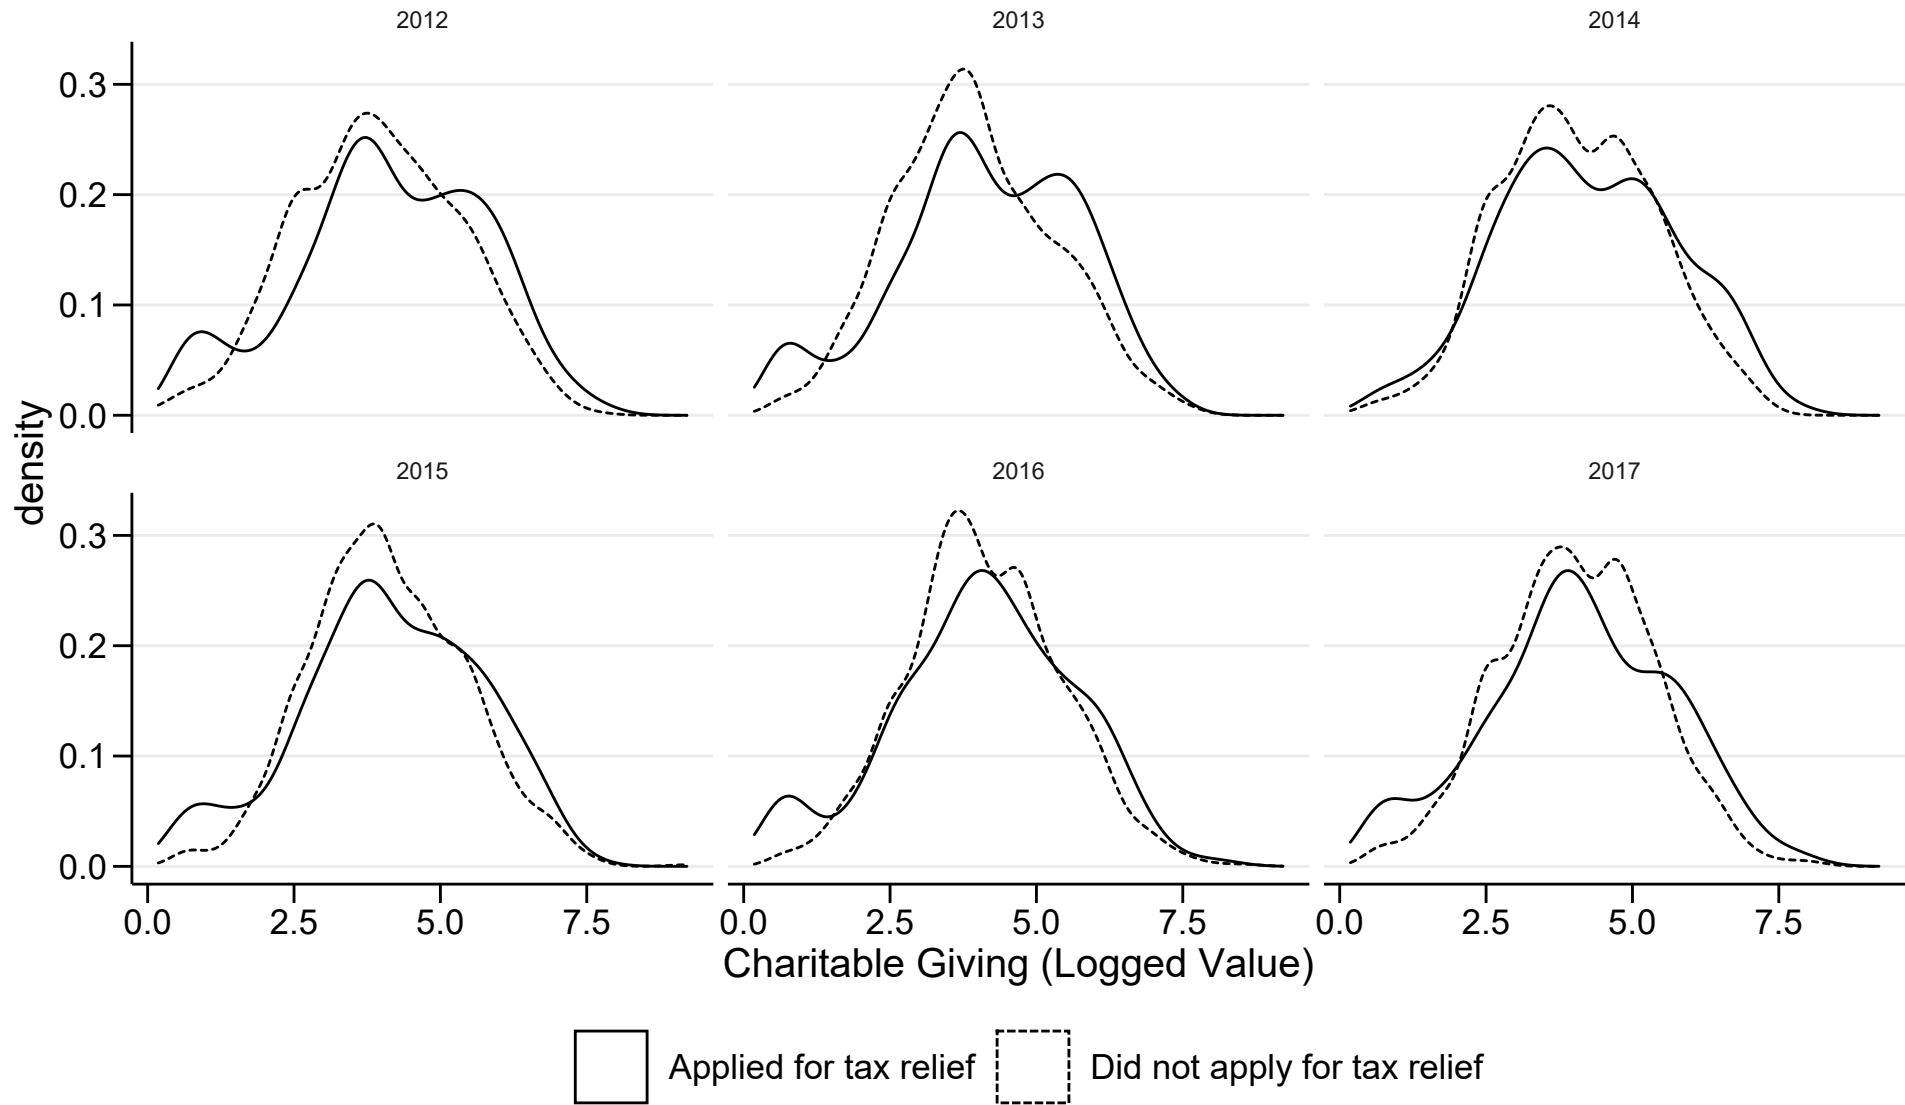 2012 2013 2014
0.3
0.2
0.1
0.0
density
2015 2016 2017
0.3
0.2
0.1
0.0
0.0 2.5 5.0 7.5 0.0 2.5 5.0 7.5 0.0 2.5 5.0 7.5
Charitable Giving (Logged Value)
Applied for tax relief Did not apply for tax relief